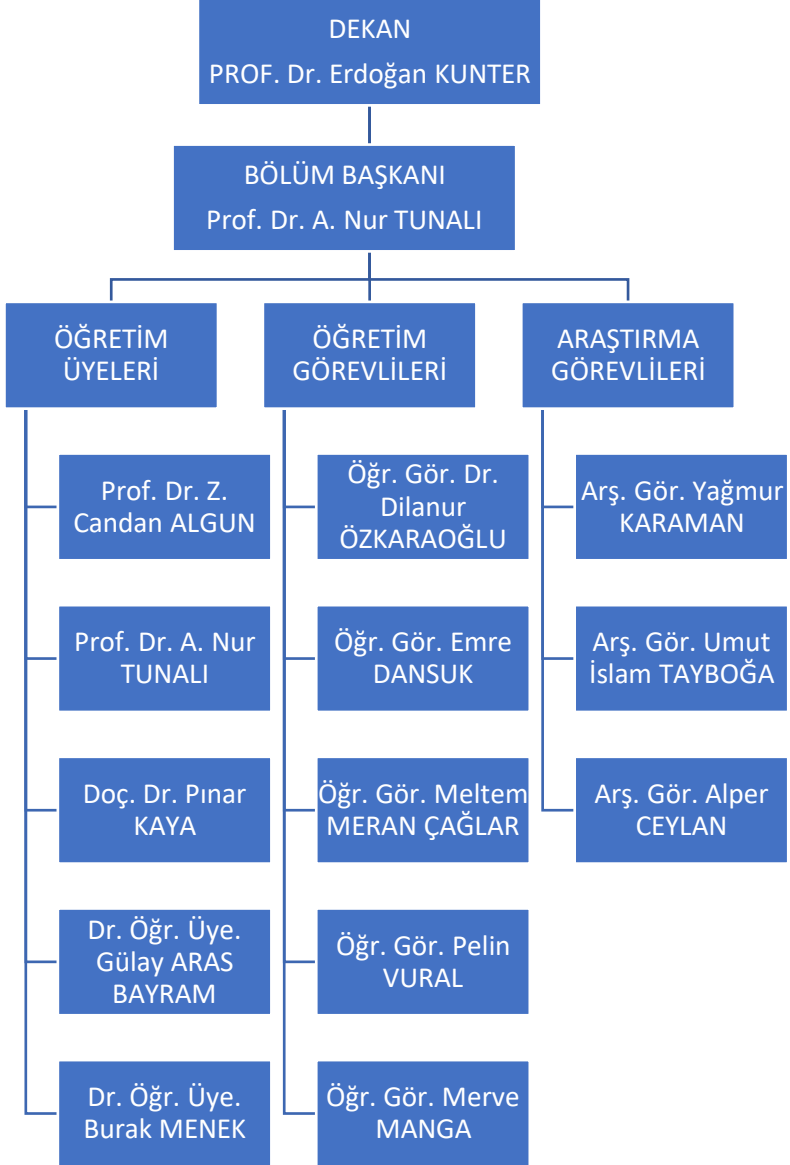 DEKAN
PROF. Dr. Erdoğan KUNTER
BÖLÜM BAŞKANI
Prof. Dr. A. Nur TUNALI
ÖĞRETİM
ÜYELERİ
Prof. Dr. Z.
Candan ALGUN
Prof. Dr. A. Nur
TUNALI
Doç. Dr. Pınar
KAYA
Dr. Öğr. Üye.
Gülay ARAS
BAYRAM
Dr. Öğr. Üye.
Burak MENEK
ÖĞRETİM
GÖREVLİLERİ
Öğr. Gör. Dr.
Dilanur
ÖZKARAOĞLU
Öğr. Gör. Emre
DANSUK
Öğr. Gör. Meltem
MERAN ÇAĞLAR
Öğr. Gör. Pelin
VURAL
Öğr. Gör. Merve
MANGA
ARAŞTIRMA
GÖREVLİLERİ
Arş. Gör. Yağmur
KARAMAN
Arş. Gör. Umut
İslam TAYBOĞA
Arş. Gör. Alper
CEYLAN